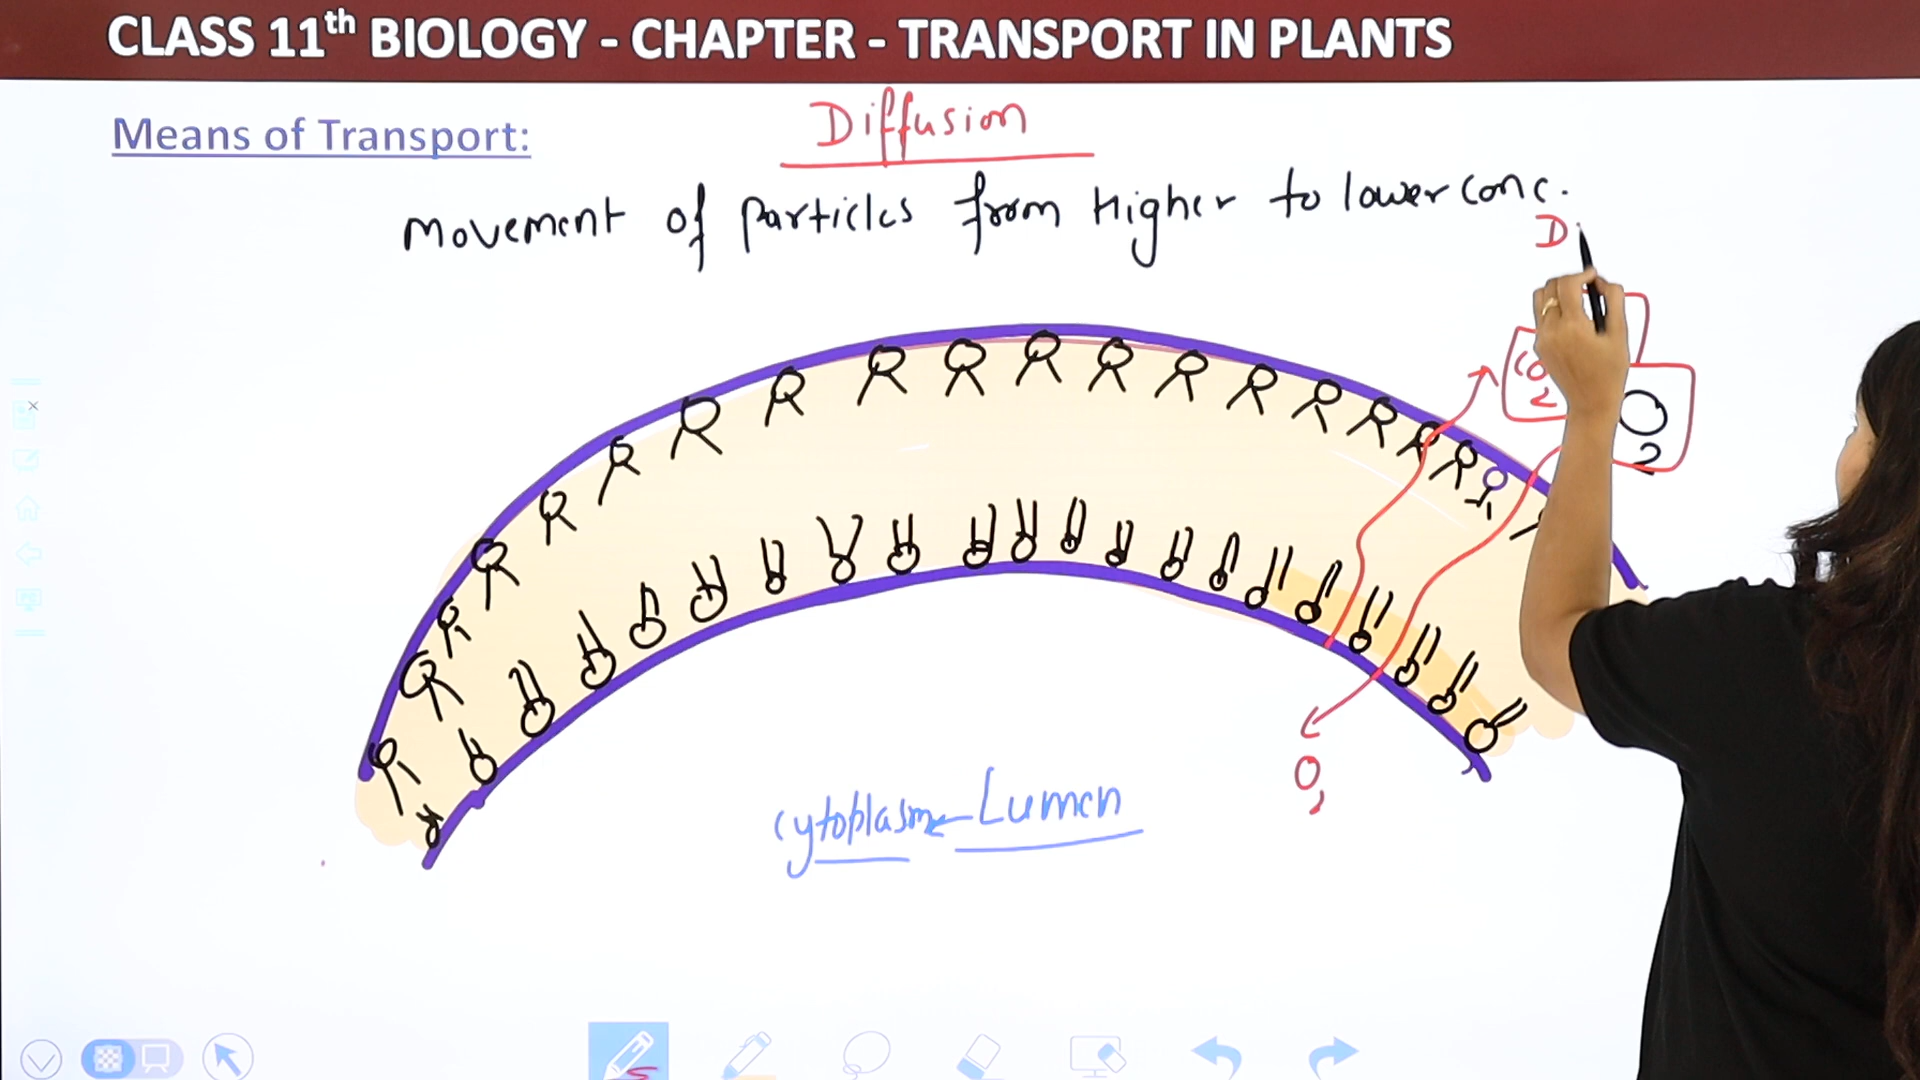 CLASS 11th BIOLOGY - CHAPTER - TRANSPORT IN PLANTS
Means of Transport:
Diffusion
Movement of Particles from Higher to lower conc.
D
CO2
O2
O2
Cytoplasm ← Lumen